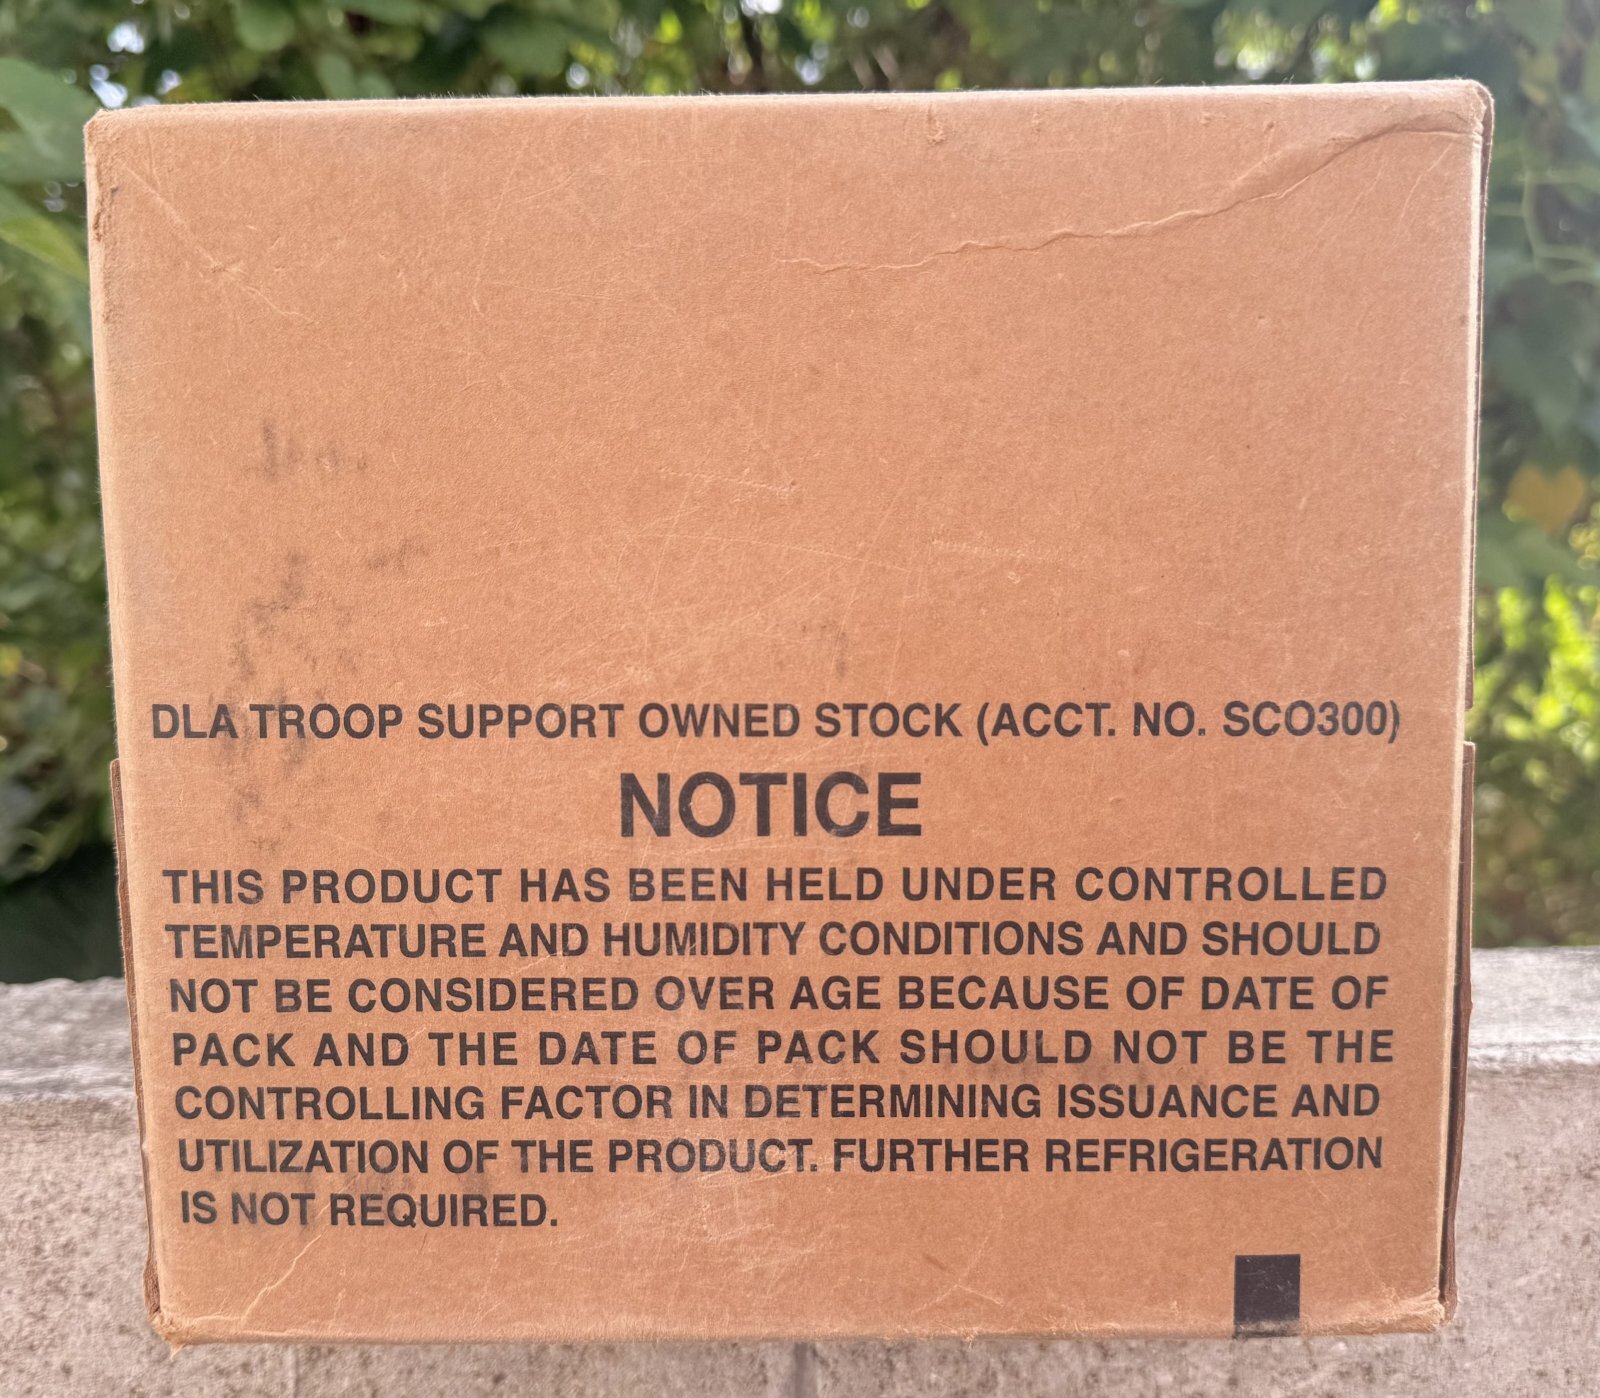 DLA TROOP SUPPORT OWNED STOCK (ACCT. NO. SCO300)
NOTICE
THIS PRODUCT HAS BEEN HELD UNDER CONTROLLED
TEMPERATURE AND HUMIDITY CONDITIONS AND SHOULD
NOT BE CONSIDERED OVER AGE BECAUSE OF DATE OF
PACK AND THE DATE OF PACK SHOULD NOT BE THE
CONTROLLING FACTOR IN DETERMINING ISSUANCE AND
UTILIZATION OF THE PRODUCT. FURTHER REFRIGERATION
IS NOT REQUIRED.